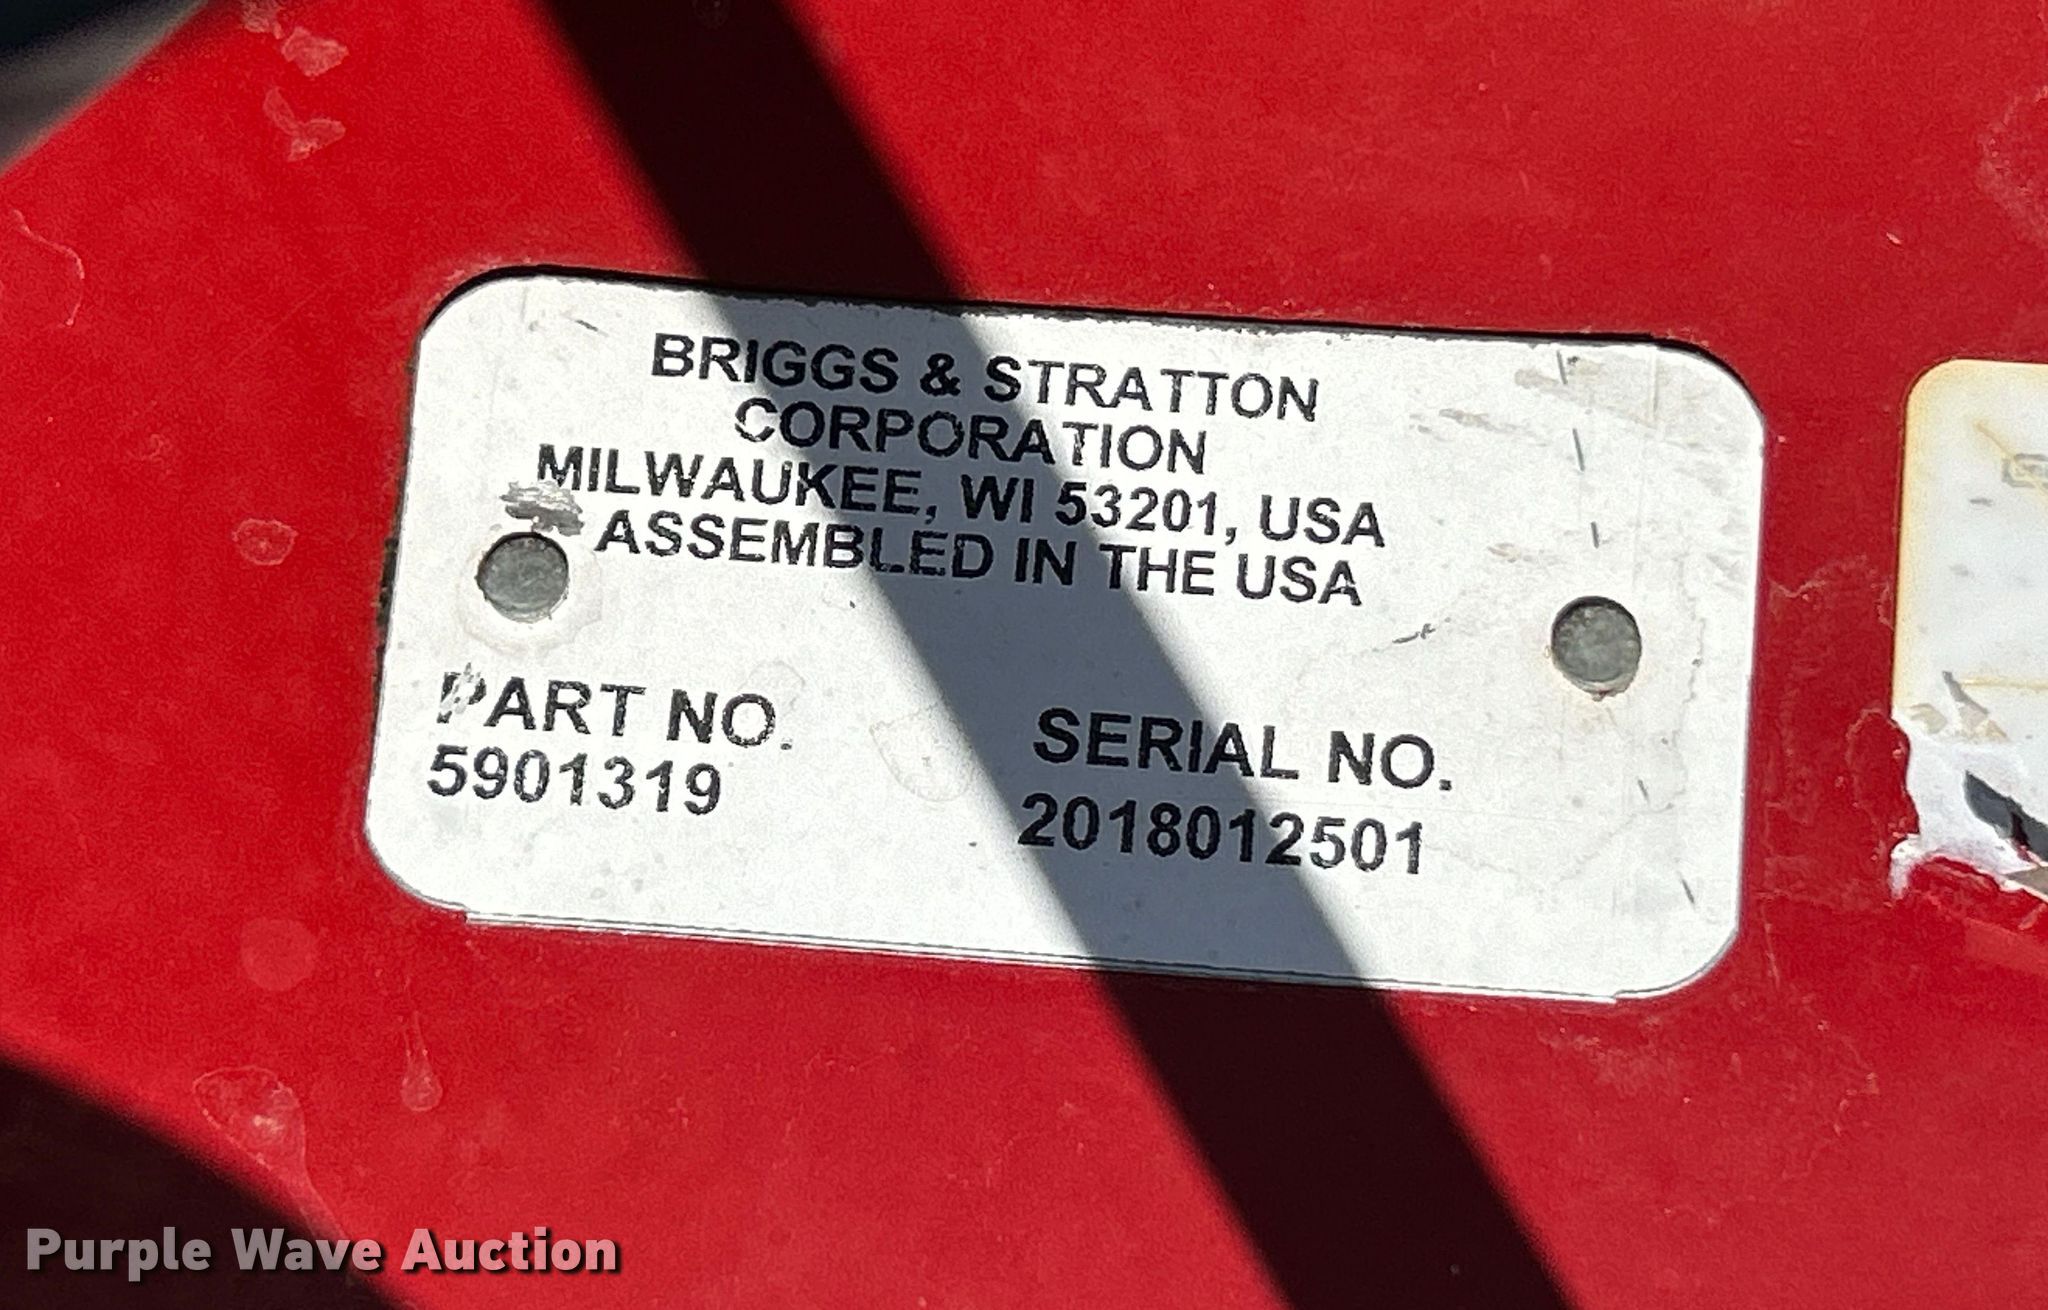 BRIGGS & STRATTON
CORPORATION
MILWAUKEE, WI 53201, USA
ASSEMBLED IN THE USA
PART NO.
5901319
SERIAL NO.
2018012501
Purple Wave Auction